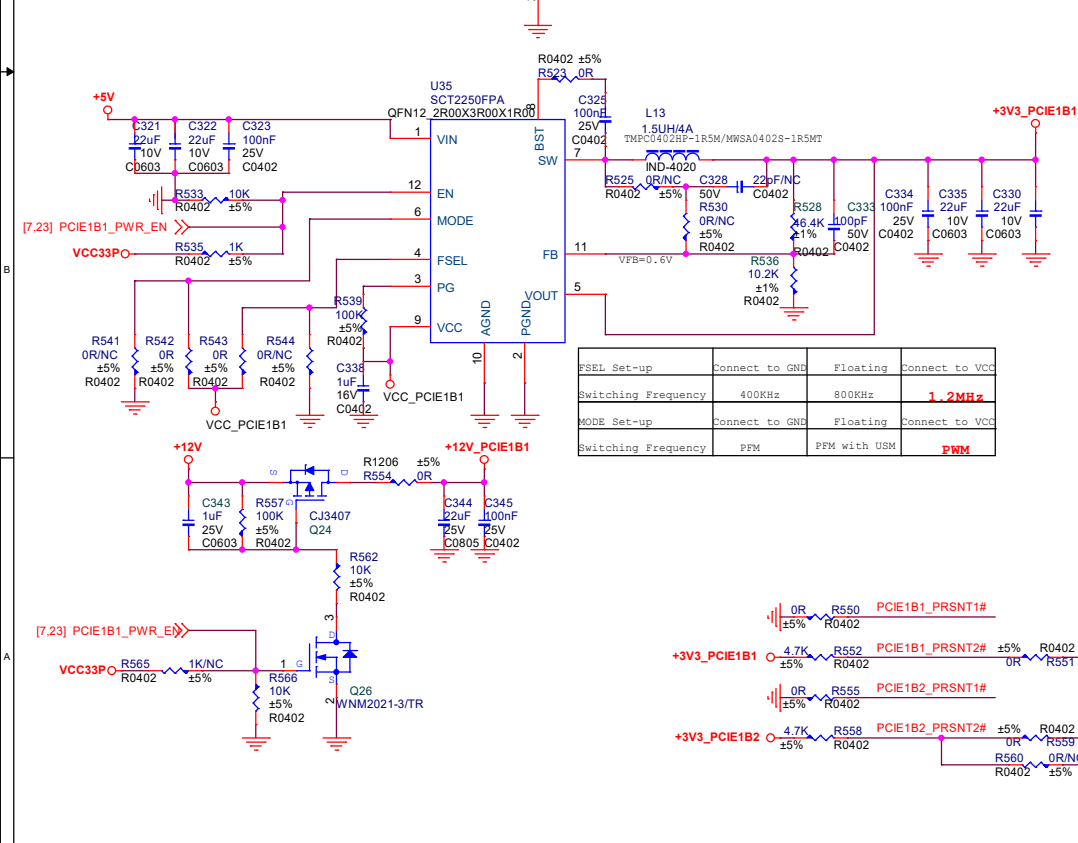 R0402 ±5%
R523 0R
U35
SCT2250FPA
QFN12_2R00X3R00X1R00
+5V
C321
22uF
10V
C0603
C322
22uF
10V
C0603
C323
100nF
25V
C0402
1
VIN
8
BST
C325
100nF
25V
C0402
L13
1.5UH/4A
TMPC0402HP-1R5M/MWSA0402S-1R5MT
IND-4020
+3V3_PCIE1B1
SW
7
R533
10K
R0402
±5%
[7,23] PCIE1B1_PWR_EN
VCC33P
R535
1K
R0402
±5%
12
EN
6
MODE
4
FSEL
3
PG
9
VCC
AGND
10
PGND
2
FB
11
VOUT
5
R525
0R/NC
R0402
±5%
C328
50V
22pF/NC
C0402
R530
0R/NC
±5%
R0402
R528
46.4K
±1%
R0402
C333
100pF
50V
C0402
C334
100nF
25V
C0402
C335
22uF
10V
C0603
C330
22uF
10V
C0603
VFB=0.6V
R536
10.2K
±1%
R0402
R539
100K
±5%
R0402
R541
0R/NC
±5%
R0402
R542
0R
±5%
R0402
R543
0R
±5%
R0402
R544
0R/NC
±5%
R0402
C338
1uF
16V
C0402
VCC_PCIE1B1
VCC_PCIE1B1
FSEL Set-up Connect to GND Floating Connect to VCC
Switching Frequency 400KHz 800KHz 1.2MHz
MODE Set-up Connect to GND Floating Connect to VCC
Switching Frequency PFM PFM with USM PWM
B
+12V
+12V_PCIE1B1
S
D
G
R1206
±5%
R554
0R
C343
1uF
25V
C0603
R557
100K
±5%
R0402
CJ3407
Q24
C344
22uF
25V
C0805
C345
100nF
25V
C0402
R562
10K
±5%
R0402
[7,23] PCIE1B1_PWR_EN
VCC33P
R565
1K/NC
R0402
±5%
R566
10K
±5%
R0402
3
D
1
G
S
2
Q26
WNM2021-3/TR
A
0R
R550
±5%
R0402
PCIE1B1_PRSNT1#
+3V3_PCIE1B1
4.7K
R552
±5%
R0402
PCIE1B1_PRSNT2#
±5%
R0402
0R
R551
0R
R555
±5%
R0402
PCIE1B2_PRSNT1#
+3V3_PCIE1B2
4.7K
R558
±5%
R0402
PCIE1B2_PRSNT2#
±5%
R0402
0R
R559
R560
R0402
±5%